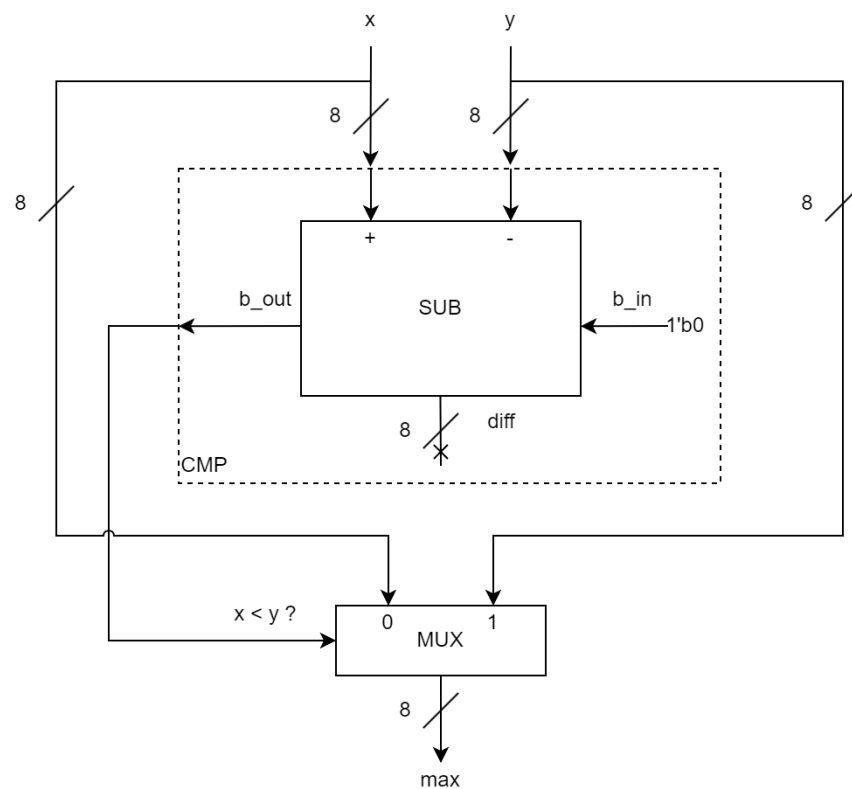 x
y
8
8
8
8
+
-
b_out
SUB
b_in
1'b0
8
diff
CMP
x < y ?
0
1
MUX
8
max